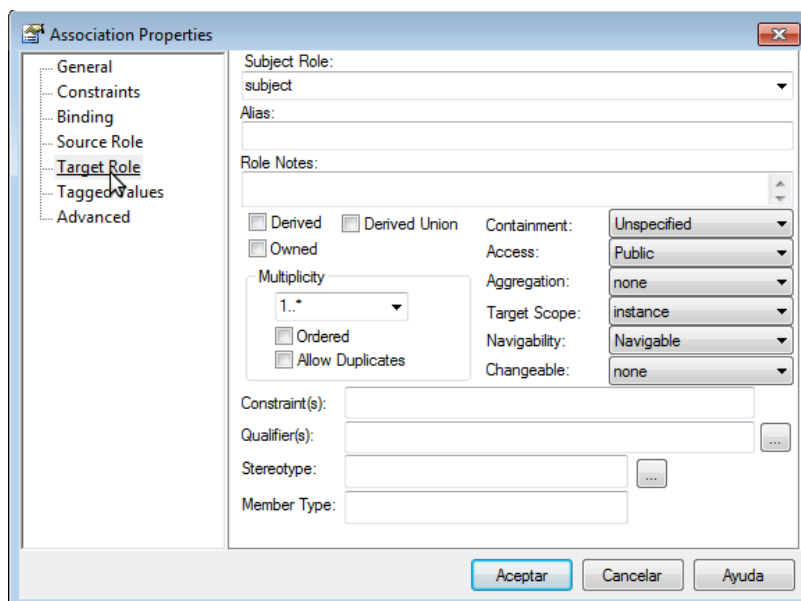 Association Properties
General
Constraints
Binding
Source Role
Target Role
Tagged Values
Advanced
Subject Role:
subject
Alias:
Role Notes:
Derived
Derived Union
Owned
Multiplicity
1..*
Ordered
Allow Duplicates
Containment: Unspecified
Access: Public
Aggregation: none
Target Scope: instance
Navigability: Navigable
Changeable: none
Constraint(s):
Qualifier(s):
...
Stereotype:
...
Member Type:
Aceptar
Cancelar
Ayuda